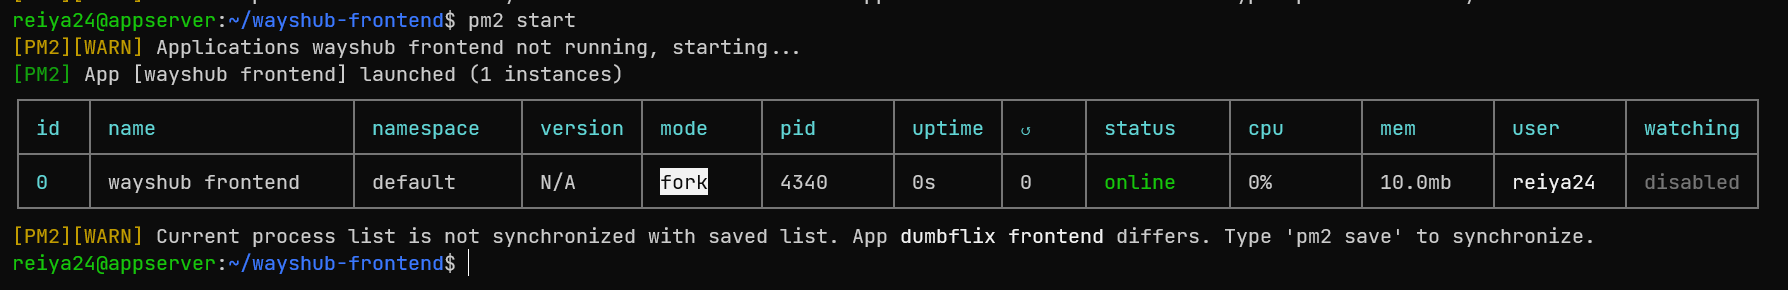 reiya24@appserver:~/wayshub-frontend$ pm2 start
[PM2][WARN] Applications wayshub frontend not running, starting...
[PM2] App [wayshub frontend] launched (1 instances)
id name namespace version mode pid uptime ↺ status cpu mem user watching
0 wayshub frontend default N/A fork 4340 0s 0 online 0% 10.0mb reiya24 disabled
[PM2][WARN] Current process list is not synchronized with saved list. App dumbflix frontend differs. Type 'pm2 save' to synchronize.
reiya24@appserver:~/wayshub-frontend$